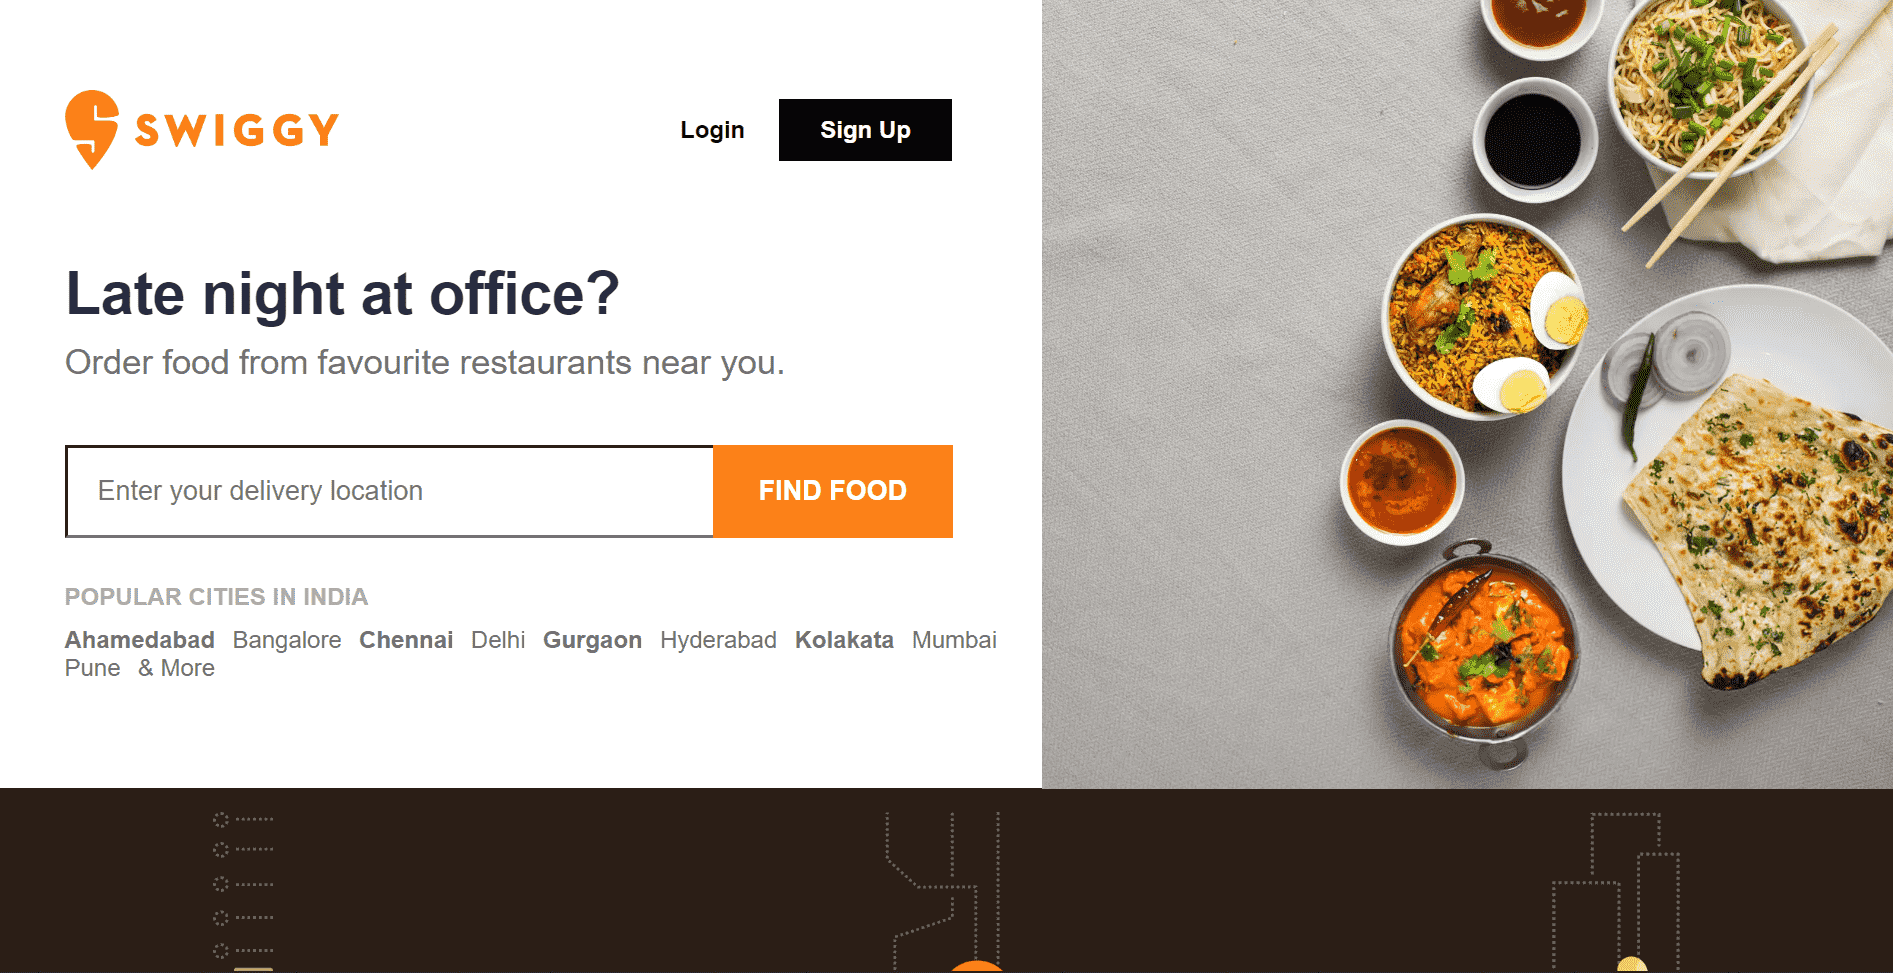 SWIGGY
Login
Sign Up
Late night at office?
Order food from favourite restaurants near you.
Enter your delivery location
FIND FOOD
POPULAR CITIES IN INDIA
Ahamedabad Bangalore Chennai Delhi Gurgaon Hyderabad Kolakata Mumbai
Pune & More